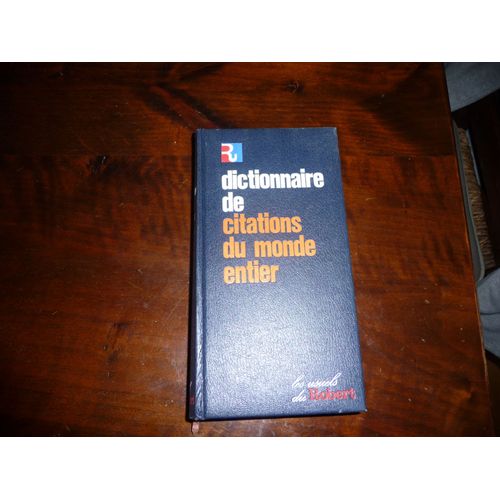 dictionnaire
de
citations
du monde
entier
les usuels
du Robert